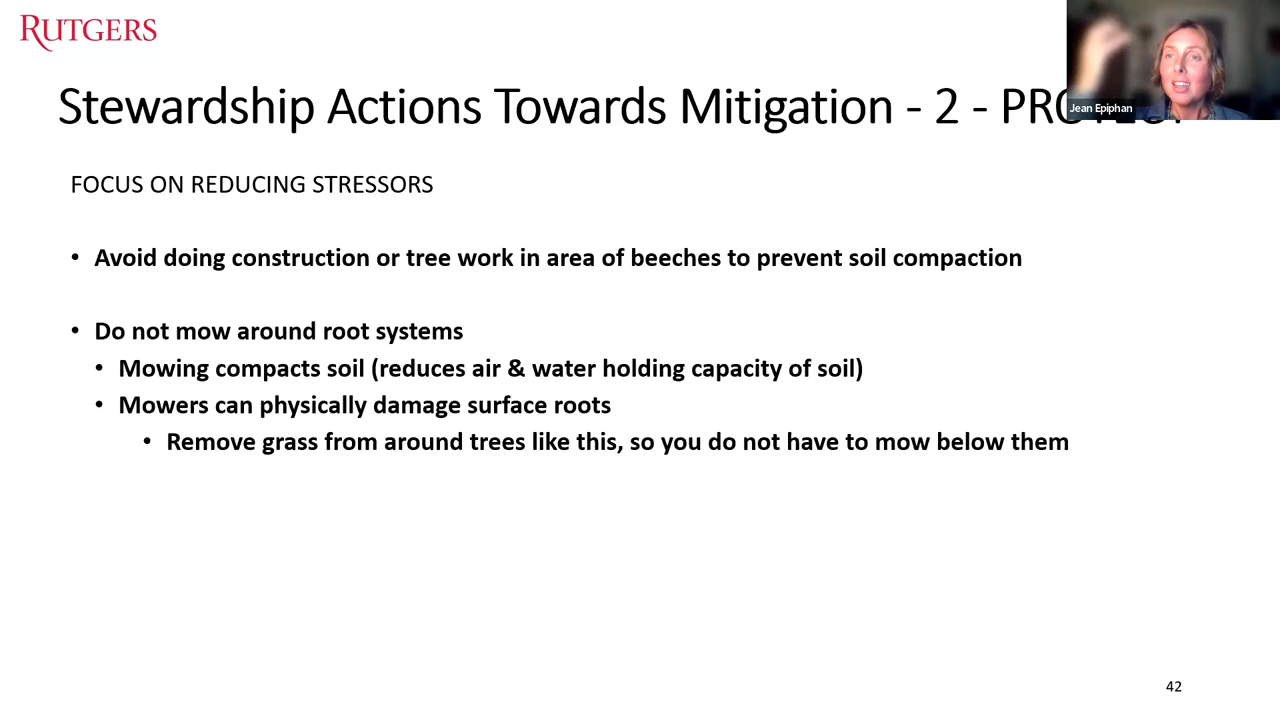 RUTGERS
Stewardship Actions Towards Mitigation - 2 -
Jean Epiphan
FOCUS ON REDUCING STRESSORS
• Avoid doing construction or tree work in area of beeches to prevent soil compaction
• Do not mow around root systems
• Mowing compacts soil (reduces air & water holding capacity of soil)
• Mowers can physically damage surface roots
• Remove grass from around trees like this, so you do not have to mow below them
42